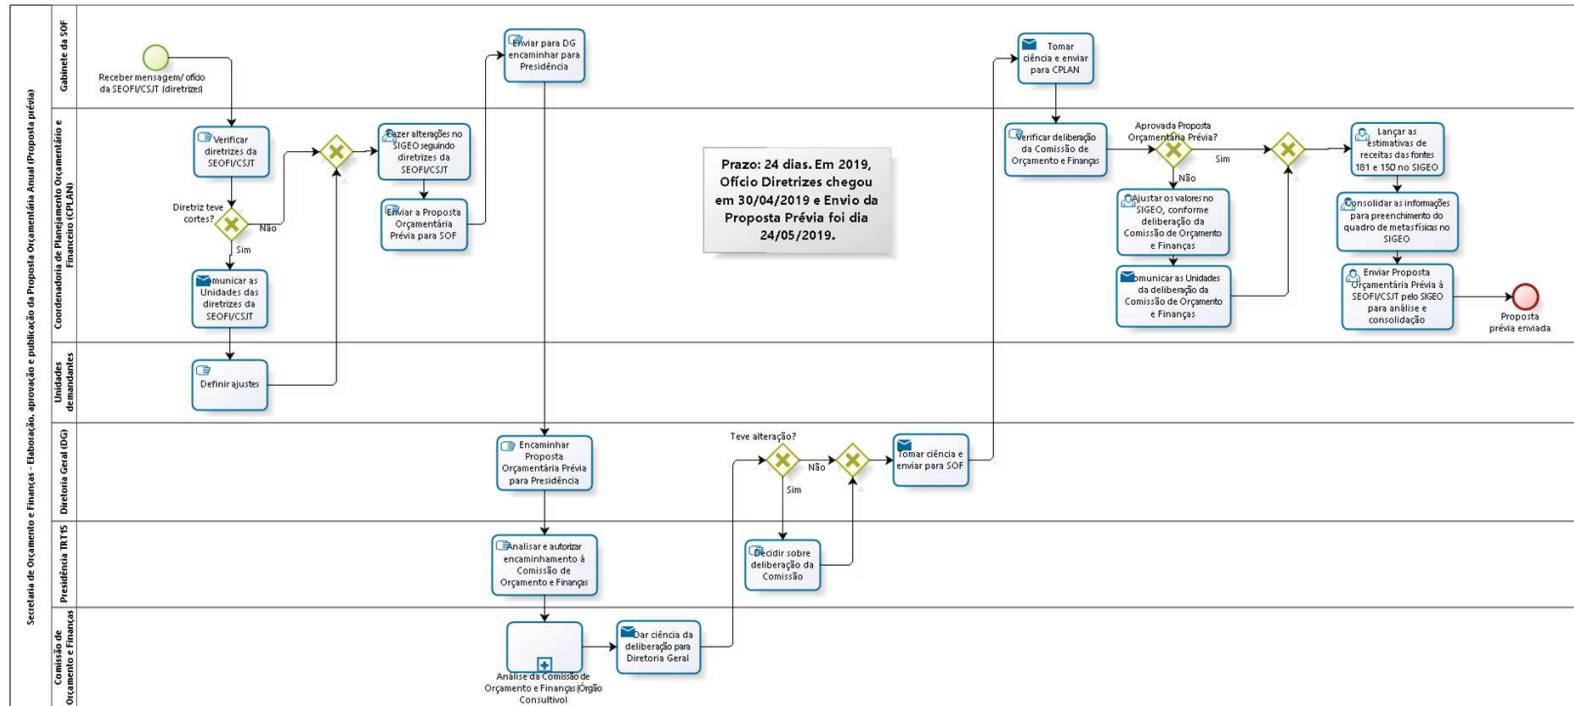 Secretaria de Orçamento e Finanças - Elaboração, aprovação e publicação da Proposta Orçamentária Anual (Proposta prévia)
Gabinete da SOF
Receber mensagem/ ofício
da SEOFI/CSJT (diretrizes)
Enviar para DG
encaminhar para
Presidência
Tomar
ciência e enviar
para CPLAN
Coordenadoria de Planejamento Orçamentário e
Financeiro (CPLAN)
Verificar
diretrizes da
SEOFI/CSJT
Diretriz teve
cortes?
Não
Sim
Comunicar as
Unidades das
diretrizes da
SEOFI/CSJT
Fazer alterações no
SIGEO seguindo
diretrizes da
SEOFI/CSJT
Enviar a Proposta
Orçamentária
Prévia para SOF
Prazo: 24 dias. Em 2019,
Ofício Diretrizes chegou
em 30/04/2019 e Envio da
Proposta Prévia foi dia
24/05/2019.
Verificar deliberação
da Comissão de
Orçamento e Finanças
Aprovada Proposta
Orçamentária Prévia?
Sim
Não
Ajustar os valores no
SIGEO, conforme
deliberação da
Comissão de Orçamento
e Finanças
Comunicar as Unidades
da deliberação da
Comissão de Orçamento
e Finanças
Lançar as
estimativas de
receitas das fontes
181 e 150 no SIGEO
Consolidar as informações
para preenchimento do
quadro de metas físicas no
SIGEO
Enviar Proposta
Orçamentária Prévia à
SEOFI/CSJT pelo SIGEO
para análise e
consolidação
Proposta
prévia enviada
Unidades
demandantes
Definir ajustes
Diretoria Geral (DG)
Encaminhar
Proposta
Orçamentária Prévia
para Presidência
Teve alteração?
Não
Sim
Tomar ciência e
enviar para SOF
Presidência TRT15
Analisar e autorizar
encaminhamento à
Comissão de
Orçamento e Finanças
Decidir sobre
deliberação da
Comissão
Comissão de
Orçamento e Finanças
Análise da Comissão de
Orçamento e Finanças (Órgão
Consultivo)
Dar ciência da
deliberação para
Diretoria Geral